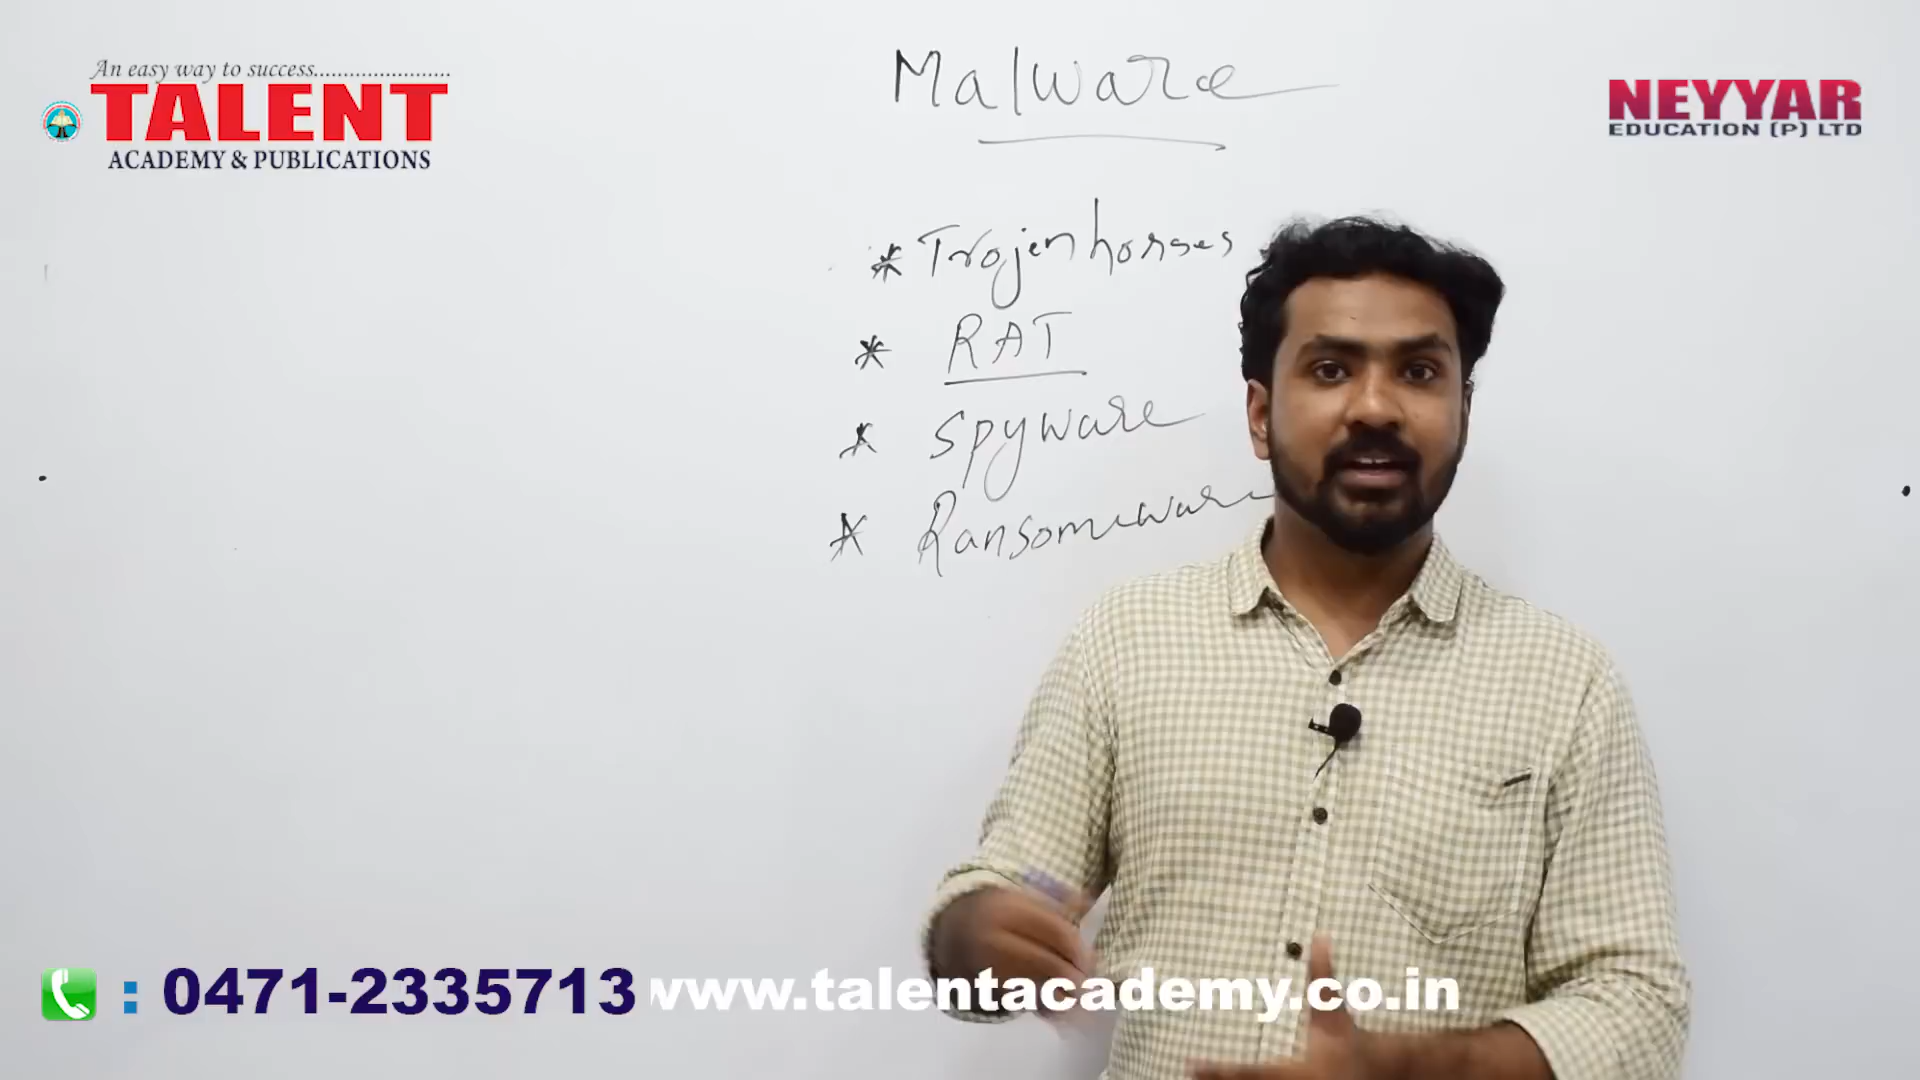 An easy way to success.......................
TALENT
ACADEMY & PUBLICATIONS
NEYYAR
EDUCATION (P) LTD
Malware
* Trojen horses
* RAT
* Spyware
* Ransomeware
: 0471-2335713 www.talentacademy.co.in